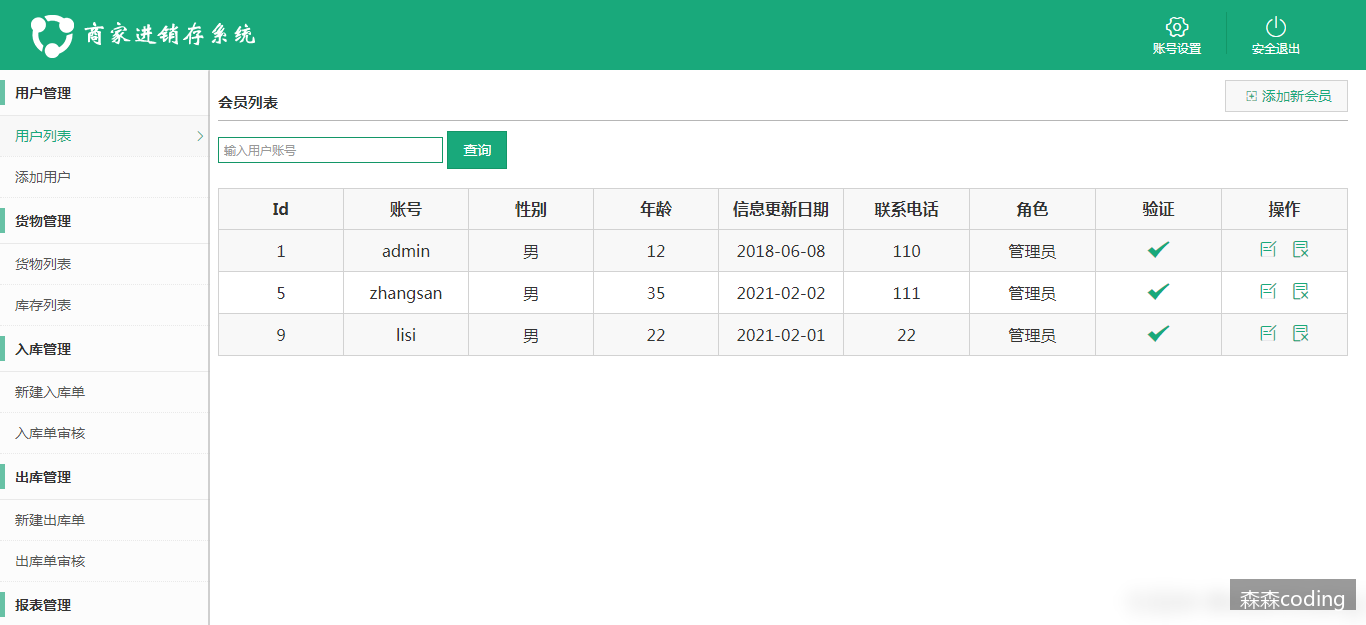 商家进销存系统
账号设置
安全退出
用户管理
用户列表
添加用户
货物管理
货物列表
库存列表
入库管理
新建入库单
入库单审核
出库管理
新建出库单
出库单审核
报表管理
会员列表
添加新会员
输入用户账号
查询
Id 账号 性别 年龄 信息更新日期 联系电话 角色 验证 操作
1 admin 男 12 2018-06-08 110 管理员
5 zhangsan 男 35 2021-02-02 111 管理员
9 lisi 男 22 2021-02-01 22 管理员
森森coding